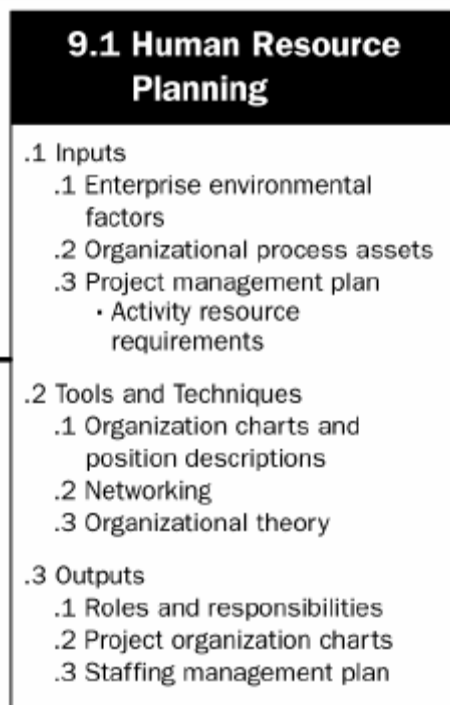 9.1 Human Resource
Planning
.1 Inputs
.1 Enterprise environmental
factors
.2 Organizational process assets
.3 Project management plan
• Activity resource
requirements
.2 Tools and Techniques
.1 Organization charts and
position descriptions
.2 Networking
.3 Organizational theory
.3 Outputs
.1 Roles and responsibilities
.2 Project organization charts
.3 Staffing management plan